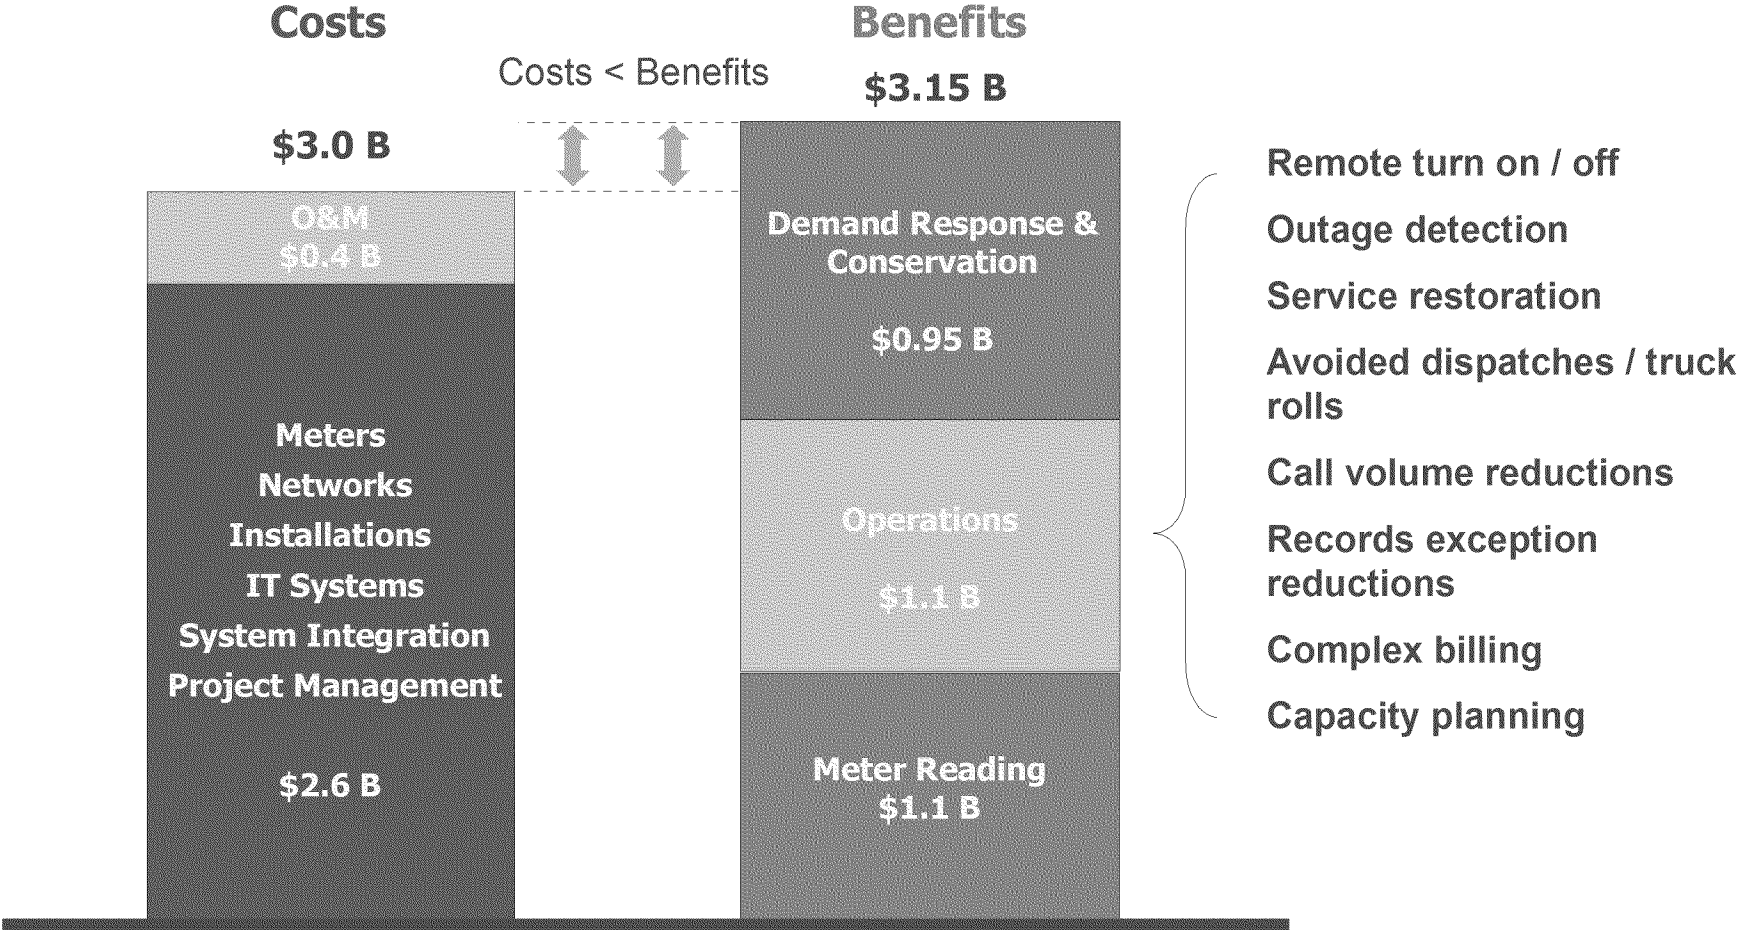 Costs
$3.0 B
O&M
$0.4 B
Meters
Networks
Installations
IT Systems
System Integration
Project Management
$2.6 B
Costs < Benefits
Benefits
$3.15 B
Demand Response &
Conservation
$0.95 B
Operations
$1.1 B
Meter Reading
$1.1 B
Remote turn on / off
Outage detection
Service restoration
Avoided dispatches / truck
rolls
Call volume reductions
Records exception
reductions
Complex billing
Capacity planning